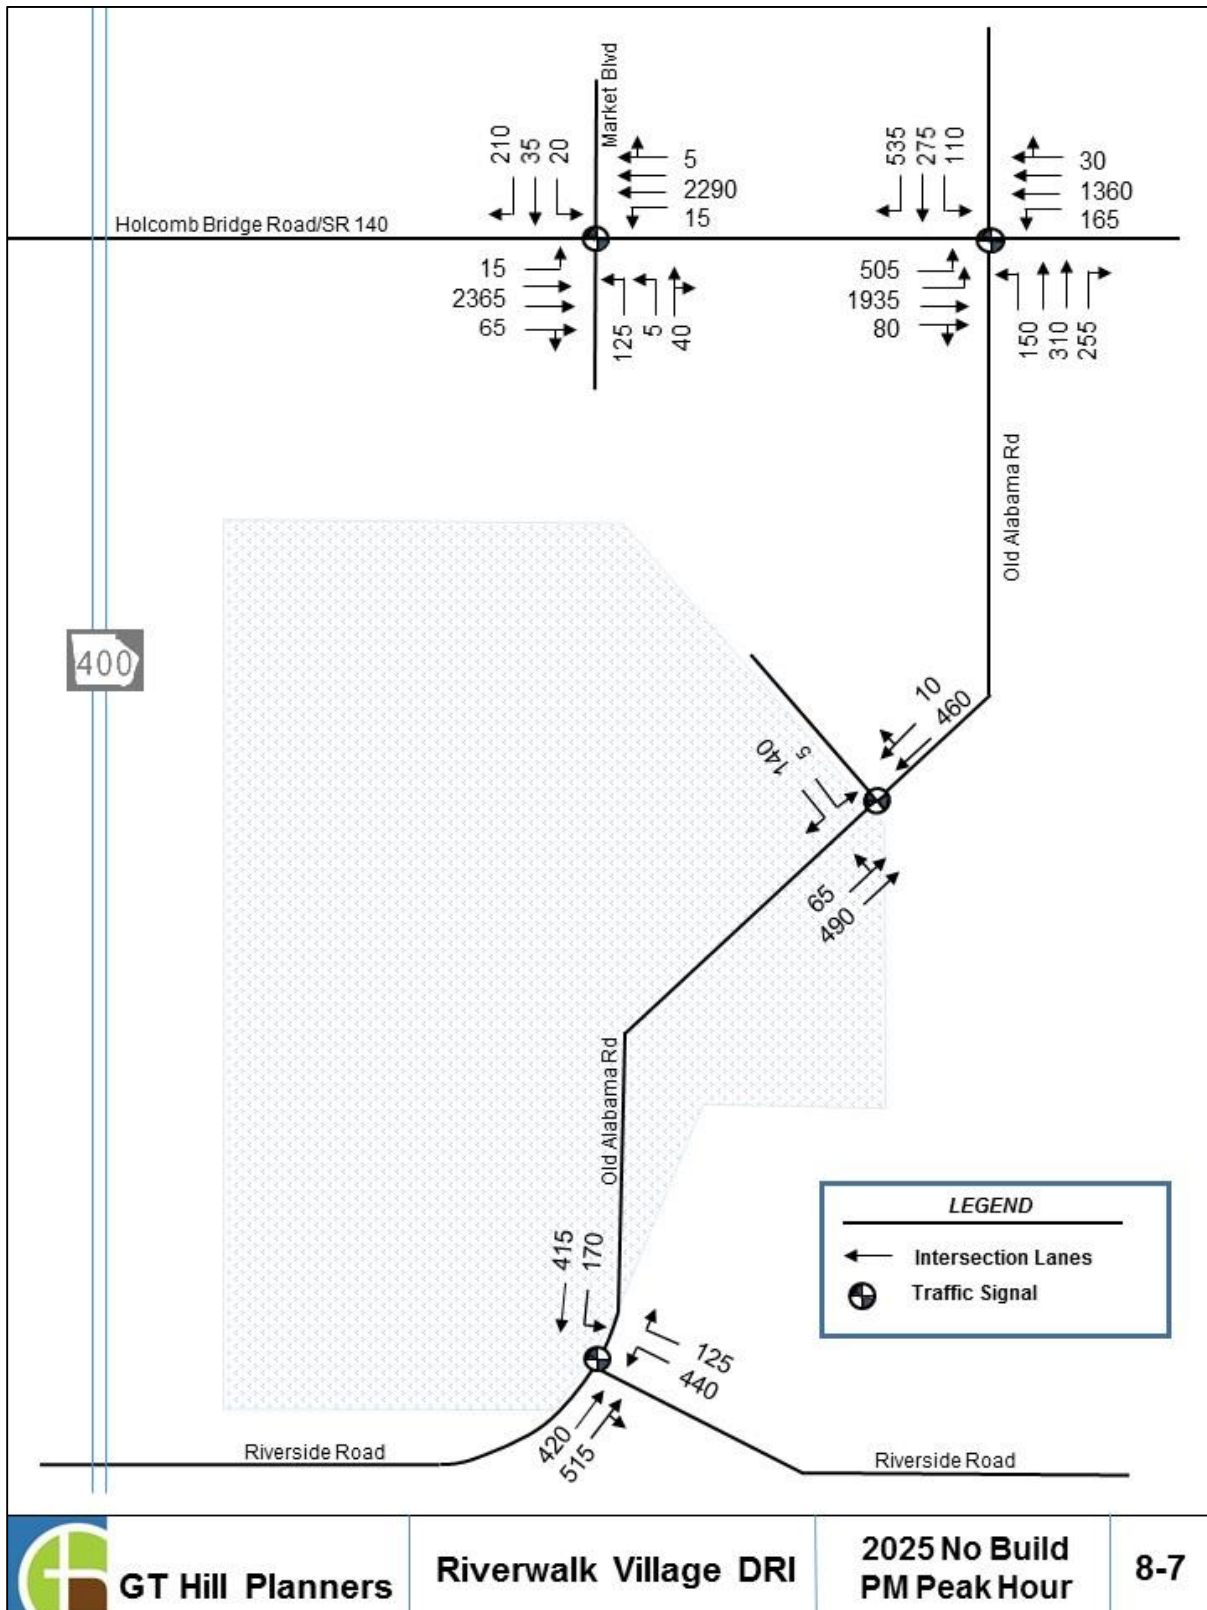 Market Blvd
210
35
20
5
2290
15
535
275
110
30
1360
165
Holcomb Bridge Road/SR 140
15
2365
65
125
5
40
505
1935
80
150
310
255
Old Alabama Rd
400
10
460
5
140
65
490
Old Alabama Rd
415
170
125
440
420
515
LEGEND
Intersection Lanes
Traffic Signal
Riverside Road
Riverside Road
GT Hill Planners
Riverwalk Village DRI
2025 No Build
PM Peak Hour
8-7